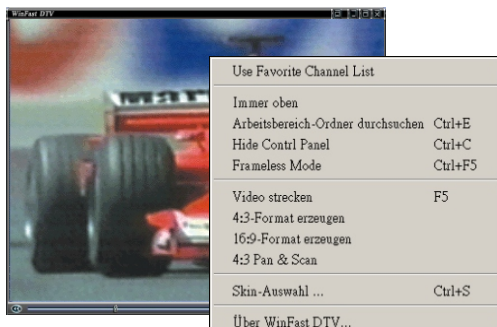 WinFast DTV
Use Favorite Channel List
Immer oben
Arbeitsbereich-Ordner durchsuchen Ctrl+E
Hide Contrl Panel Ctrl+C
Frameless Mode Ctrl+F5
Video strecken F5
4:3-Format erzeugen
16:9-Format erzeugen
4:3 Pan & Scan
Skin-Auswahl ... Ctrl+S
Über WinFast DTV...